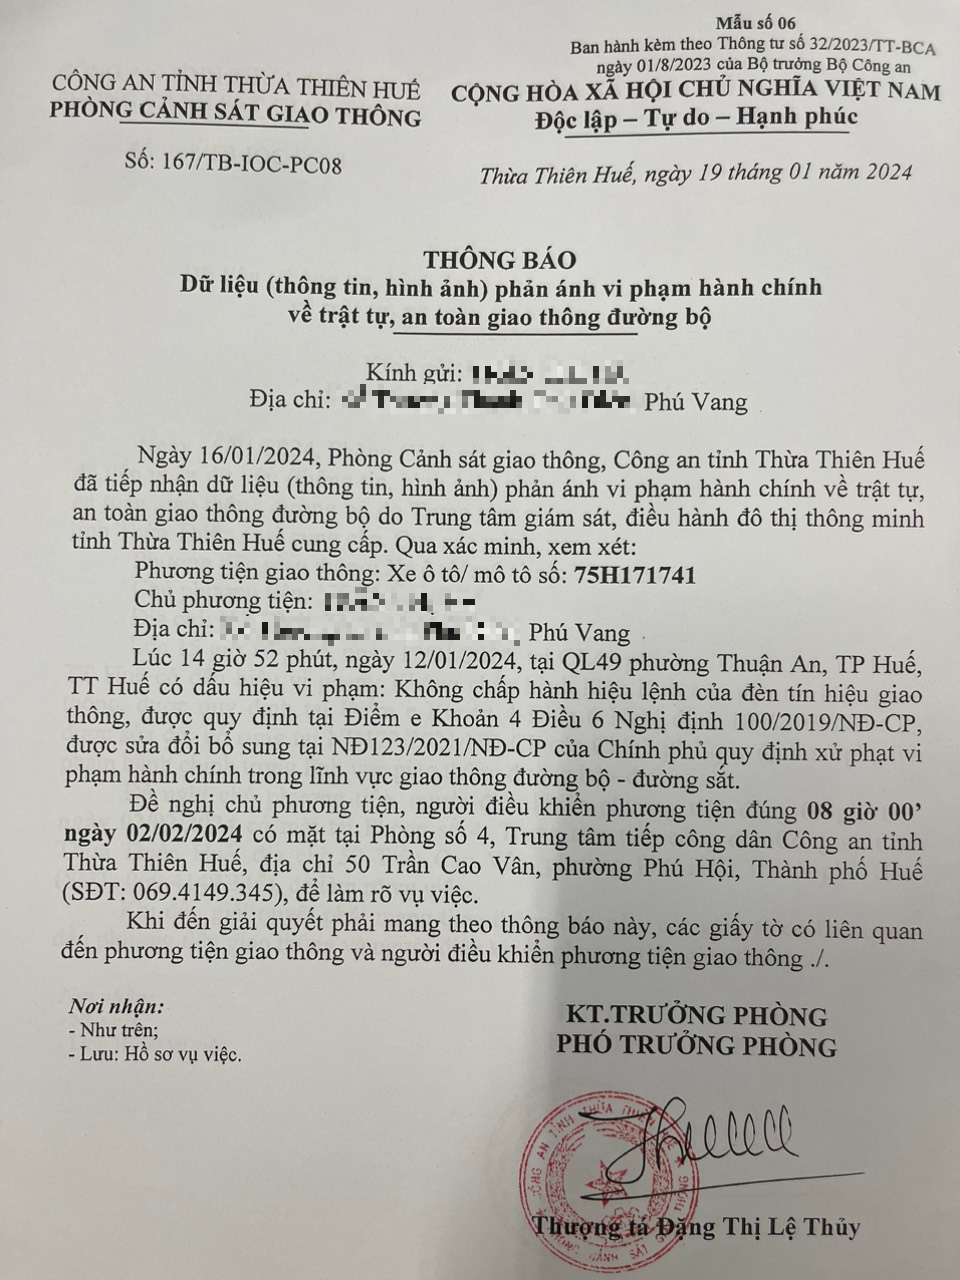 Mẫu số 06
Ban hành kèm theo Thông tư số 32/2023/TT-BCA
ngày 01/8/2023 của Bộ trưởng Bộ Công an
CÔNG AN TỈNH THỪA THIÊN HUẾ
PHÒNG CẢNH SÁT GIAO THÔNG
CỘNG HÒA XÃ HỘI CHỦ NGHĨA VIỆT NAM
Độc lập – Tự do – Hạnh phúc
Số: 167/TB-IOC-PC08
Thừa Thiên Huế, ngày 19 tháng 01 năm 2024
THÔNG BÁO
Dữ liệu (thông tin, hình ảnh) phản ánh vi phạm hành chính
về trật tự, an toàn giao thông đường bộ
Kính gửi:
Địa chỉ: Phú Vang
Ngày 16/01/2024, Phòng Cảnh sát giao thông, Công an tỉnh Thừa Thiên Huế
đã tiếp nhận dữ liệu (thông tin, hình ảnh) phản ánh vi phạm hành chính về trật tự,
an toàn giao thông đường bộ do Trung tâm giám sát, điều hành đô thị thông minh
tỉnh Thừa Thiên Huế cung cấp. Qua xác minh, xem xét:
Phương tiện giao thông: Xe ô tô/ mô tô số: 75H171741
Chủ phương tiện:
Địa chỉ: Phú Vang
Lúc 14 giờ 52 phút, ngày 12/01/2024, tại QL49 phường Thuận An, TP Huế,
TT Huế có dấu hiệu vi phạm: Không chấp hành hiệu lệnh của đèn tín hiệu giao
thông, được quy định tại Điểm e Khoản 4 Điều 6 Nghị định 100/2019/NĐ-CP,
được sửa đổi bổ sung tại NĐ123/2021/NĐ-CP của Chính phủ quy định xử phạt vi
phạm hành chính trong lĩnh vực giao thông đường bộ - đường sắt.
Đề nghị chủ phương tiện, người điều khiển phương tiện đúng 08 giờ 00’
ngày 02/02/2024 có mặt tại Phòng số 4, Trung tâm tiếp công dân Công an tỉnh
Thừa Thiên Huế, địa chỉ 50 Trần Cao Vân, phường Phú Hội, Thành phố Huế
(SĐT: 069.4149.345), để làm rõ vụ việc.
Khi đến giải quyết phải mang theo thông báo này, các giấy tờ có liên quan
đến phương tiện giao thông và người điều khiển phương tiện giao thông ./.
Nơi nhận:
- Như trên;
- Lưu: Hồ sơ vụ việc.
KT.TRƯỞNG PHÒNG
PHÓ TRƯỞNG PHÒNG
Thượng tá Đặng Thị Lệ Thủy